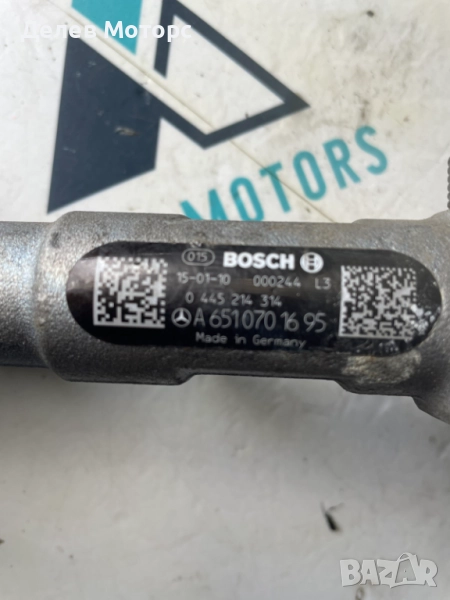 Делев Моторс
MOTORS
015 BOSCH
15-01-10 000244 L3
0 445 214 314
A 651 070 16 95
Made in Germany
BAZAR